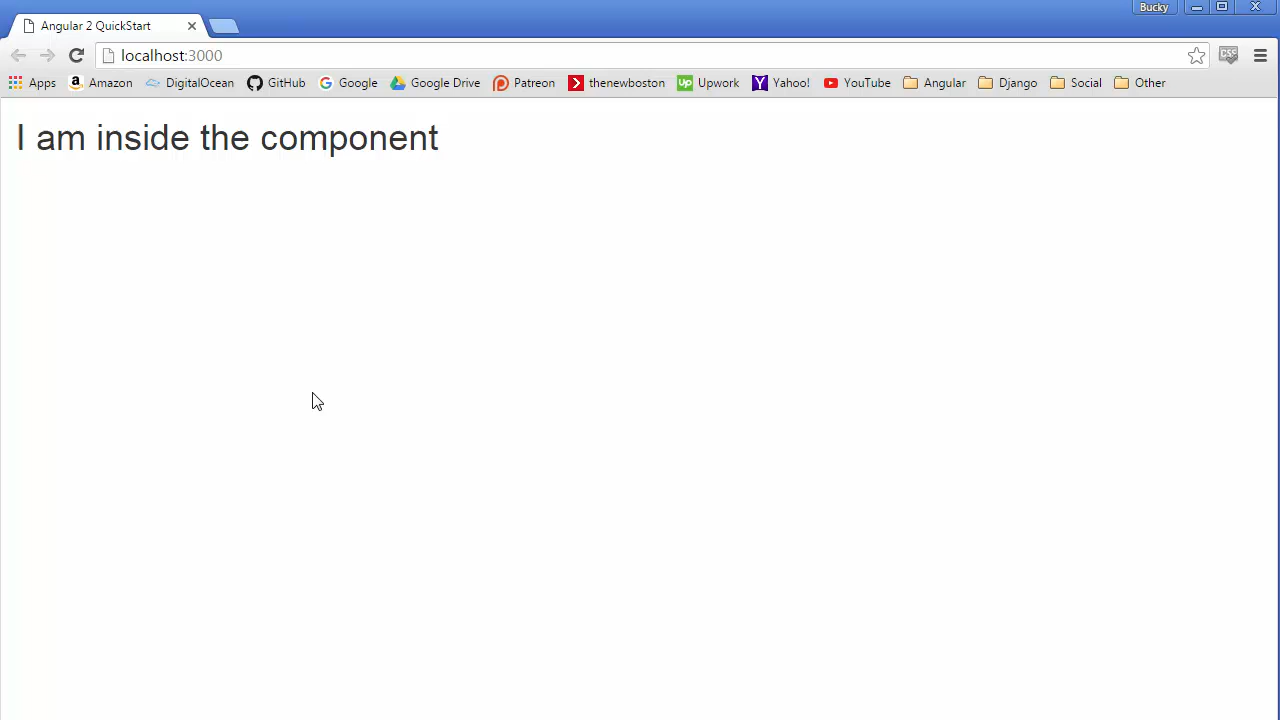 Bucky
Angular 2 QuickStart
localhost:3000
Apps Amazon DigitalOcean GitHub Google Google Drive Patreon thenewboston Upwork Yahoo! YouTube Angular Django Social Other
I am inside the component